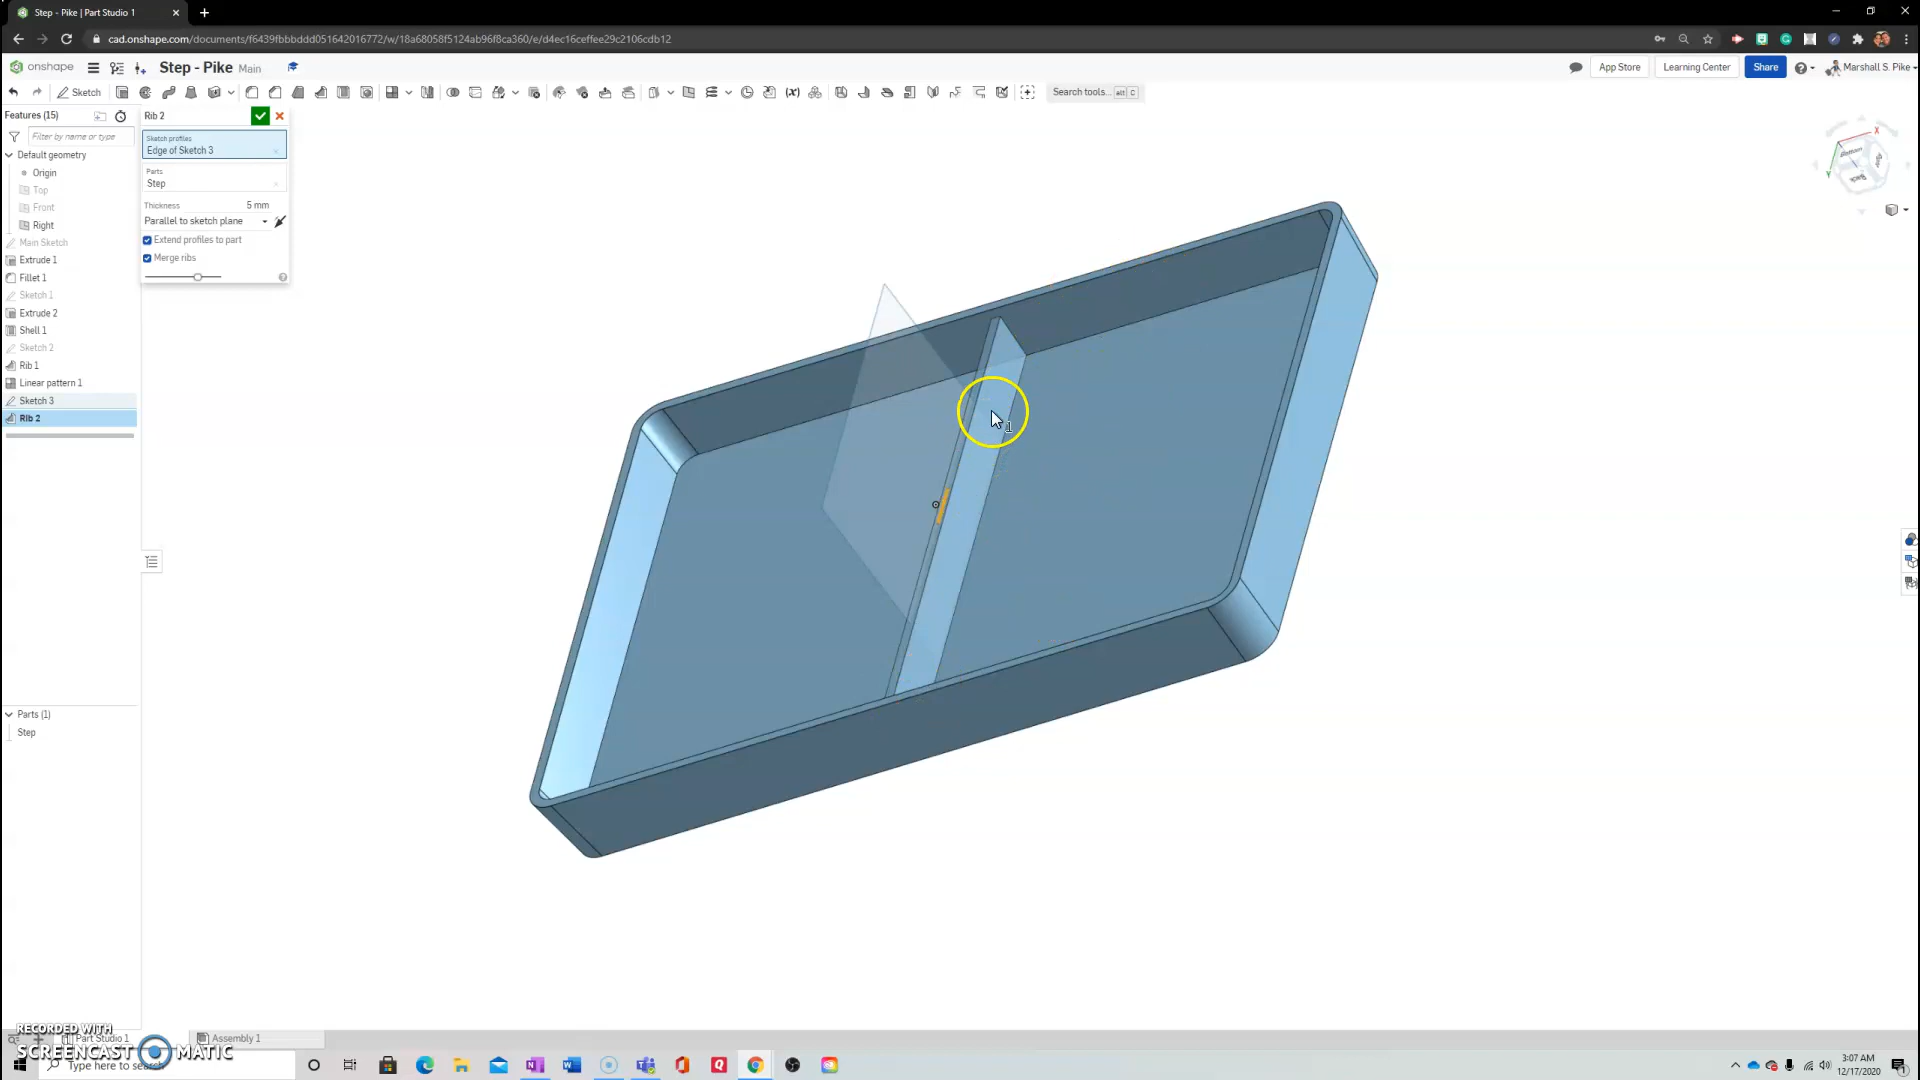 Step - Pike | Part Studio 1
cad.onshape.com/documents/f6439fbbbddd051642016772/w/18a68058f5124ab96f8ca360/e/d4ec16ceffee29c2106cdb12
onshape
Step - Pike Main
App Store
Learning Center
Share
Marshall S. Pike
Sketch
Search tools... alt C
Features (15)
Filter by name or type
Default geometry
Origin
Top
Front
Right
Main Sketch
Extrude 1
Fillet 1
Sketch 1
Extrude 2
Shell 1
Sketch 2
Rib 1
Linear pattern 1
Sketch 3
Rib 2
Rib 2
Sketch profiles
Edge of Sketch 3
Parts
Step
Thickness 5 mm
Parallel to sketch plane
Extend profiles to part
Merge ribs
X
Y
Bottom
Back
Parts (1)
Step
Part Studio 1
Assembly 1
RECORDED WITH
SCREENCAST MATIC
Type here to search
3:07 AM
12/17/2020